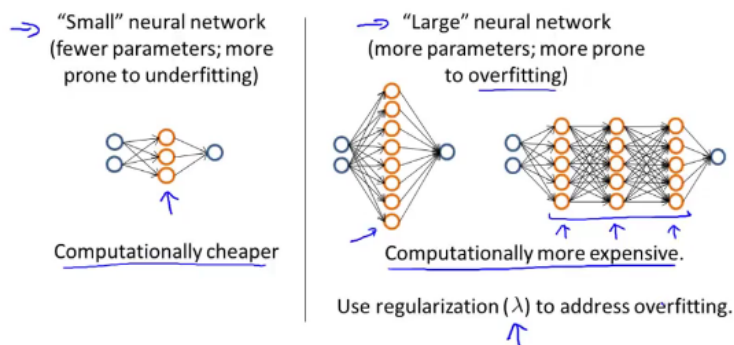 “Small” neural network
(fewer parameters; more
prone to underfitting)
Computationally cheaper
“Large” neural network
(more parameters; more prone
to overfitting)
Computationally more expensive.
Use regularization (λ) to address overfitting.